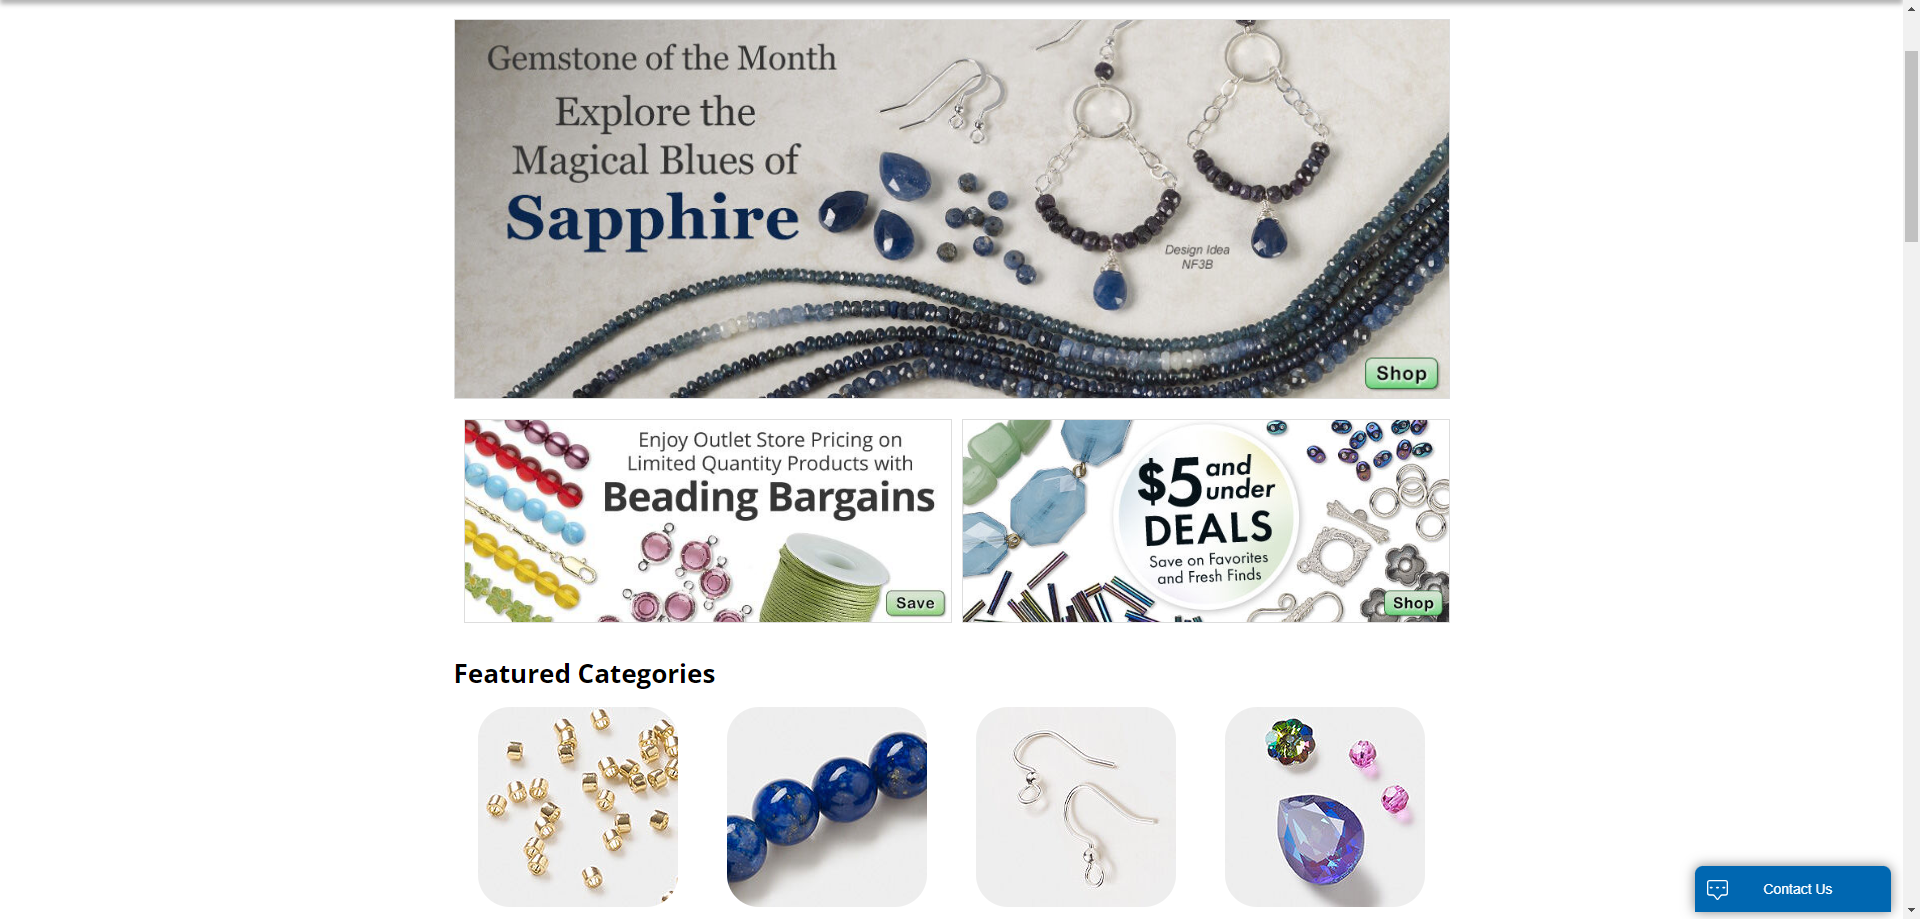 Gemstone of the Month
Explore the
Magical Blues of
Sapphire
Design Idea
NF3B
Shop
Enjoy Outlet Store Pricing on
Limited Quantity Products with
Beading Bargains
Save
$5 and
under
DEALS
Save on Favorites
and Fresh Finds
Shop
Featured Categories
Contact Us